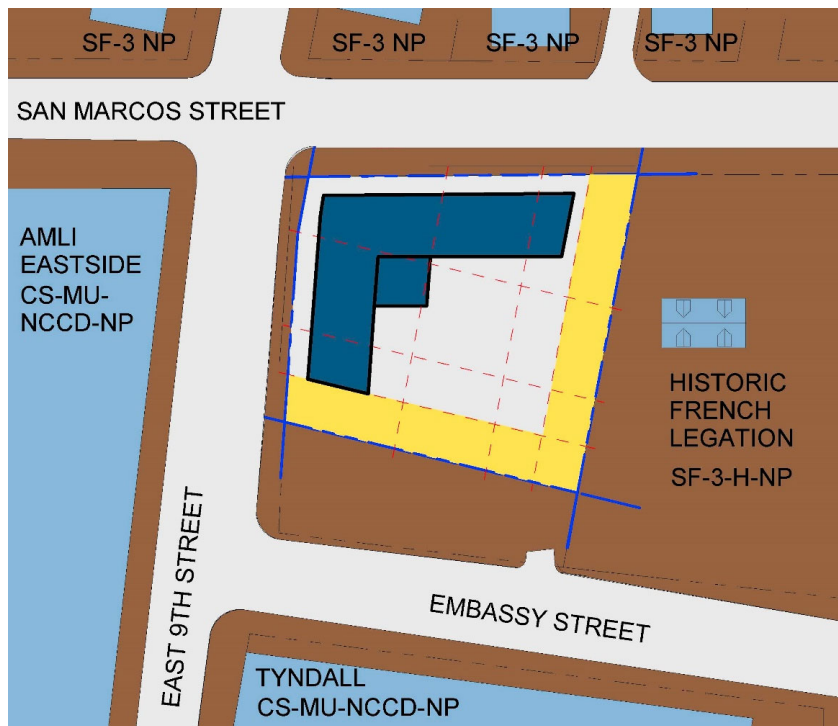 SF-3 NP
SF-3 NP
SF-3 NP
SF-3 NP
SAN MARCOS STREET
AMLI
EASTSIDE
CS-MU-
NCCD-NP
HISTORIC
FRENCH
LEGATION
SF-3-H-NP
EAST 9TH STREET
EMBASSY STREET
TYNDALL
CS-MU-NCCD-NP